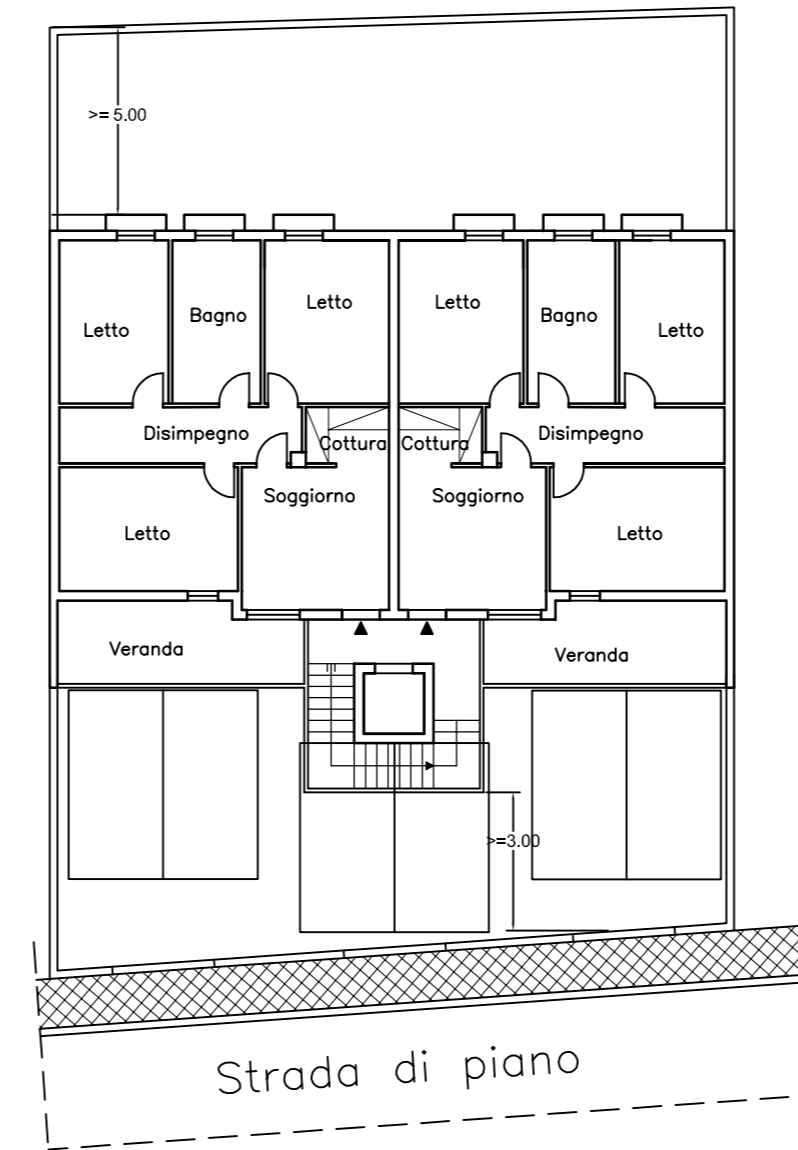 >= 5.00
Letto
Bagno
Letto
Letto
Bagno
Letto
Disimpegno
Cottura
Cottura
Disimpegno
Soggiorno
Soggiorno
Letto
Letto
Veranda
Veranda
>=3.00
Strada di piano